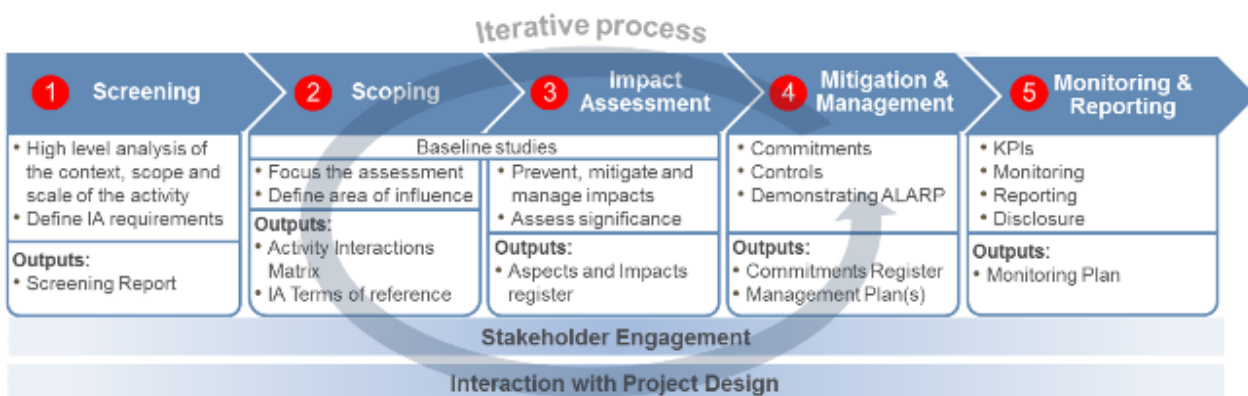 Iterative process
1 Screening
2 Scoping
3 Impact
Assessment
4 Mitigation &
Management
5 Monitoring &
Reporting
• High level analysis of
the context, scope and
scale of the activity
• Define IA requirements
Outputs:
• Screening Report
Baseline studies
• Focus the assessment
• Define area of influence
Outputs:
• Activity Interactions
Matrix
• IA Terms of reference
• Prevent, mitigate and
manage impacts
• Assess significance
Outputs:
• Aspects and Impacts
register
• Commitments
• Controls
• Demonstrating ALARP
Outputs:
• Commitments Register
• Management Plan(s)
• KPIs
• Monitoring
• Reporting
• Disclosure
Outputs:
• Monitoring Plan
Stakeholder Engagement
Interaction with Project Design